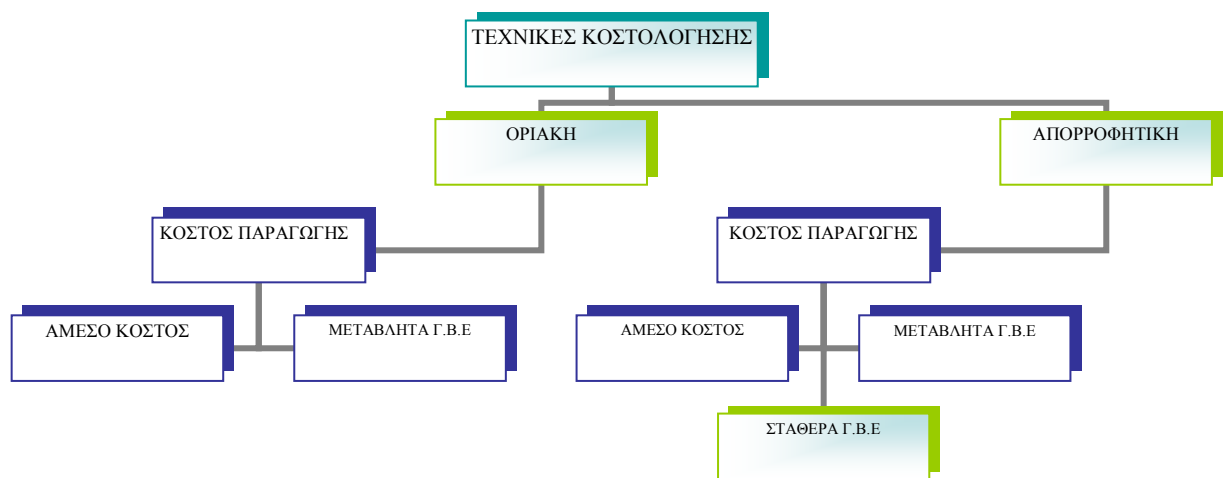 ΤΕΧΝΙΚΕΣ ΚΟΣΤΟΛΟΓΗΣΗΣ
ΟΡΙΑΚΗ
ΑΠΟΡΡΟΦΗΤΙΚΗ
ΚΟΣΤΟΣ ΠΑΡΑΓΩΓΗΣ
ΚΟΣΤΟΣ ΠΑΡΑΓΩΓΗΣ
ΑΜΕΣΟ ΚΟΣΤΟΣ
ΜΕΤΑΒΛΗΤΑ Γ.Β.Ε
ΑΜΕΣΟ ΚΟΣΤΟΣ
ΜΕΤΑΒΛΗΤΑ Γ.Β.Ε
ΣΤΑΘΕΡΑ Γ.Β.Ε